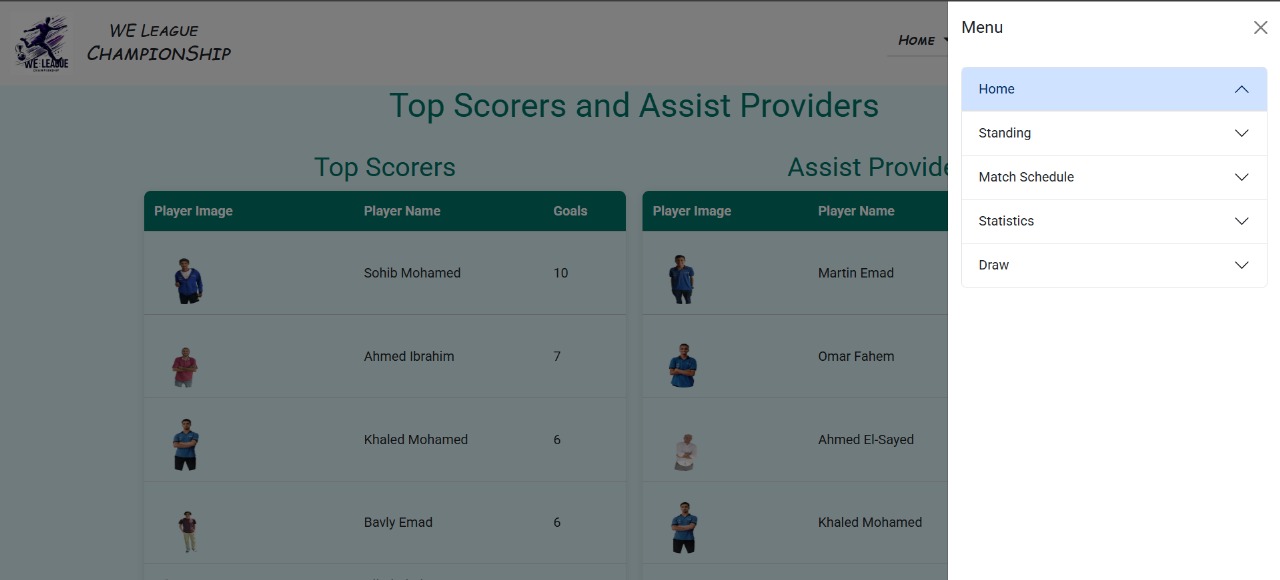 WE LEAGUE
CHAMPIONSHIP
WE LEAGUE
CHAMPIONSHIP
HOME
Menu
Home
Standing
Match Schedule
Statistics
Draw
Top Scorers and Assist Providers
Top Scorers
Player Image Player Name Goals
Sohib Mohamed 10
Ahmed Ibrahim 7
Khaled Mohamed 6
Bavly Emad 6
Assist Provide
Player Image Player Name
Martin Emad
Omar Fahem
Ahmed El-Sayed
Khaled Mohamed